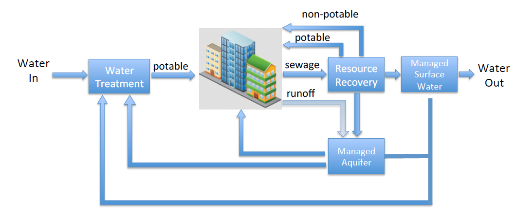 non-potable
potable
Water
In
Water
Treatment
potable
sewage
runoff
Resource
Recovery
Managed
Surface
Water
Water
Out
Managed
Aquifer